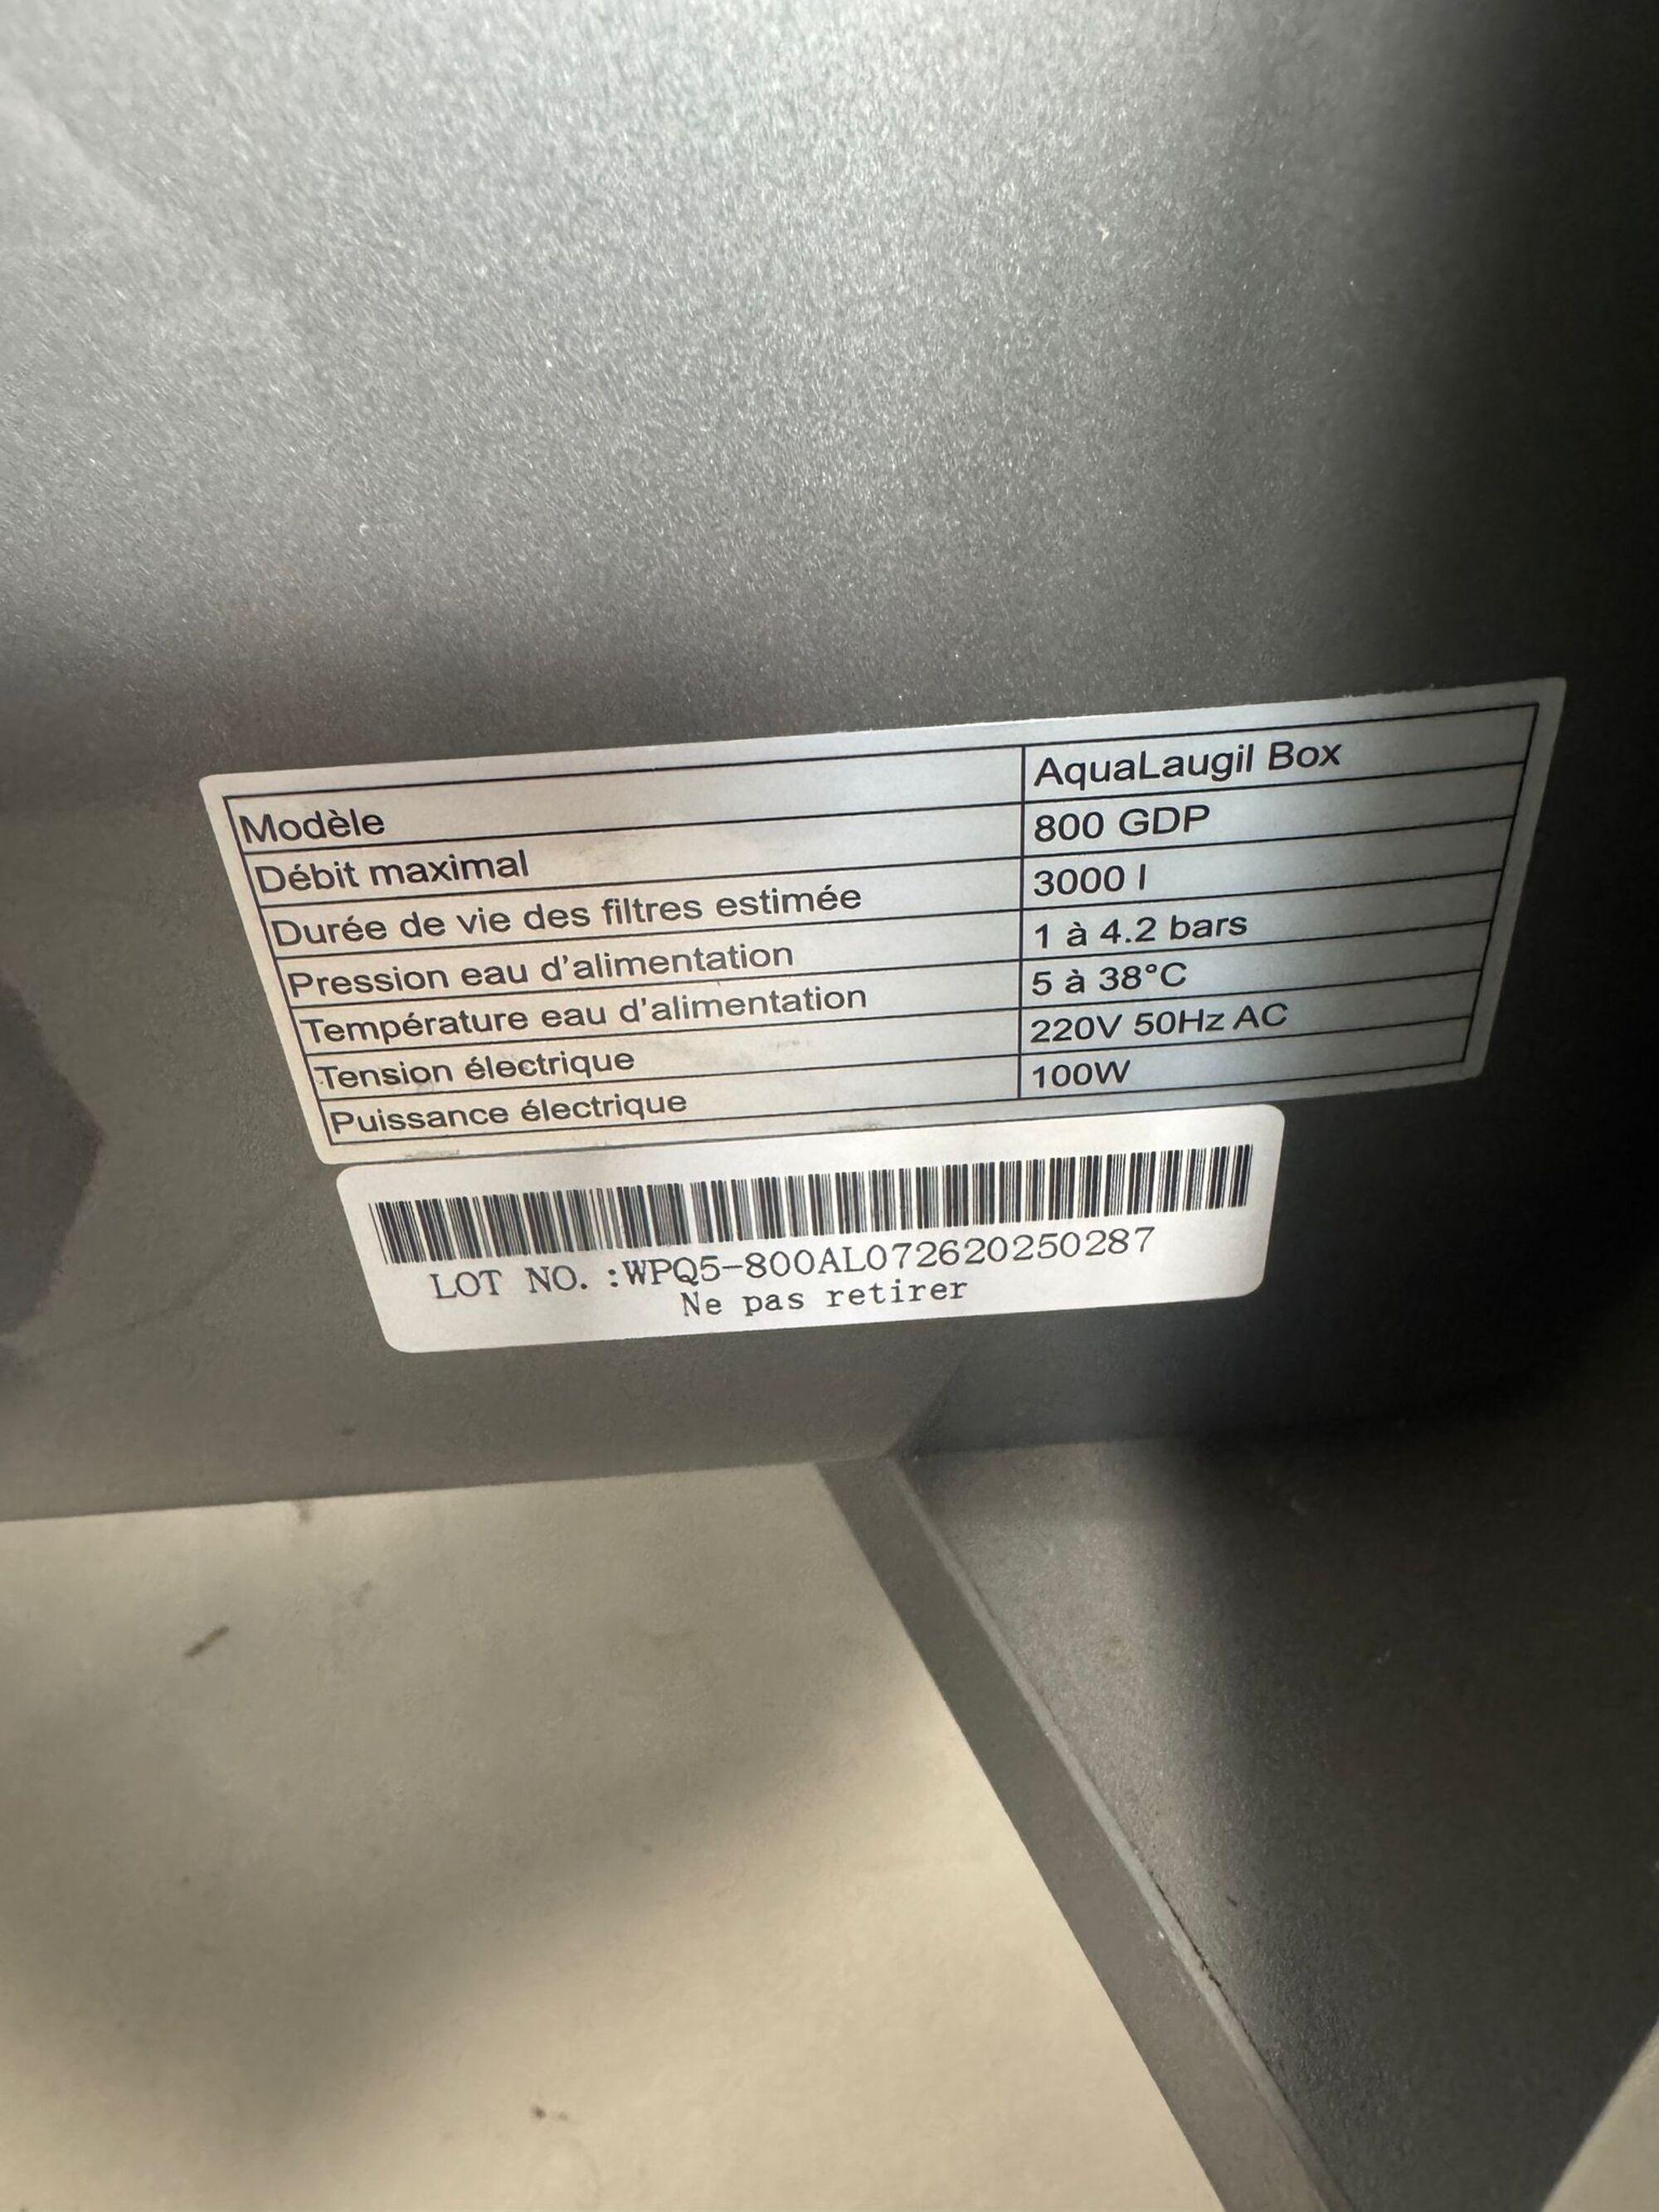 Modèle AquaLaugil Box
Débit maximal 800 GDP
Durée de vie des filtres estimée 3000 l
Pression eau d'alimentation 1 à 4.2 bars
Température eau d'alimentation 5 à 38°C
Tension électrique 220V 50Hz AC
Puissance électrique 100W
LOT NO. :WPQ5-800AL072620250287
Ne pas retirer